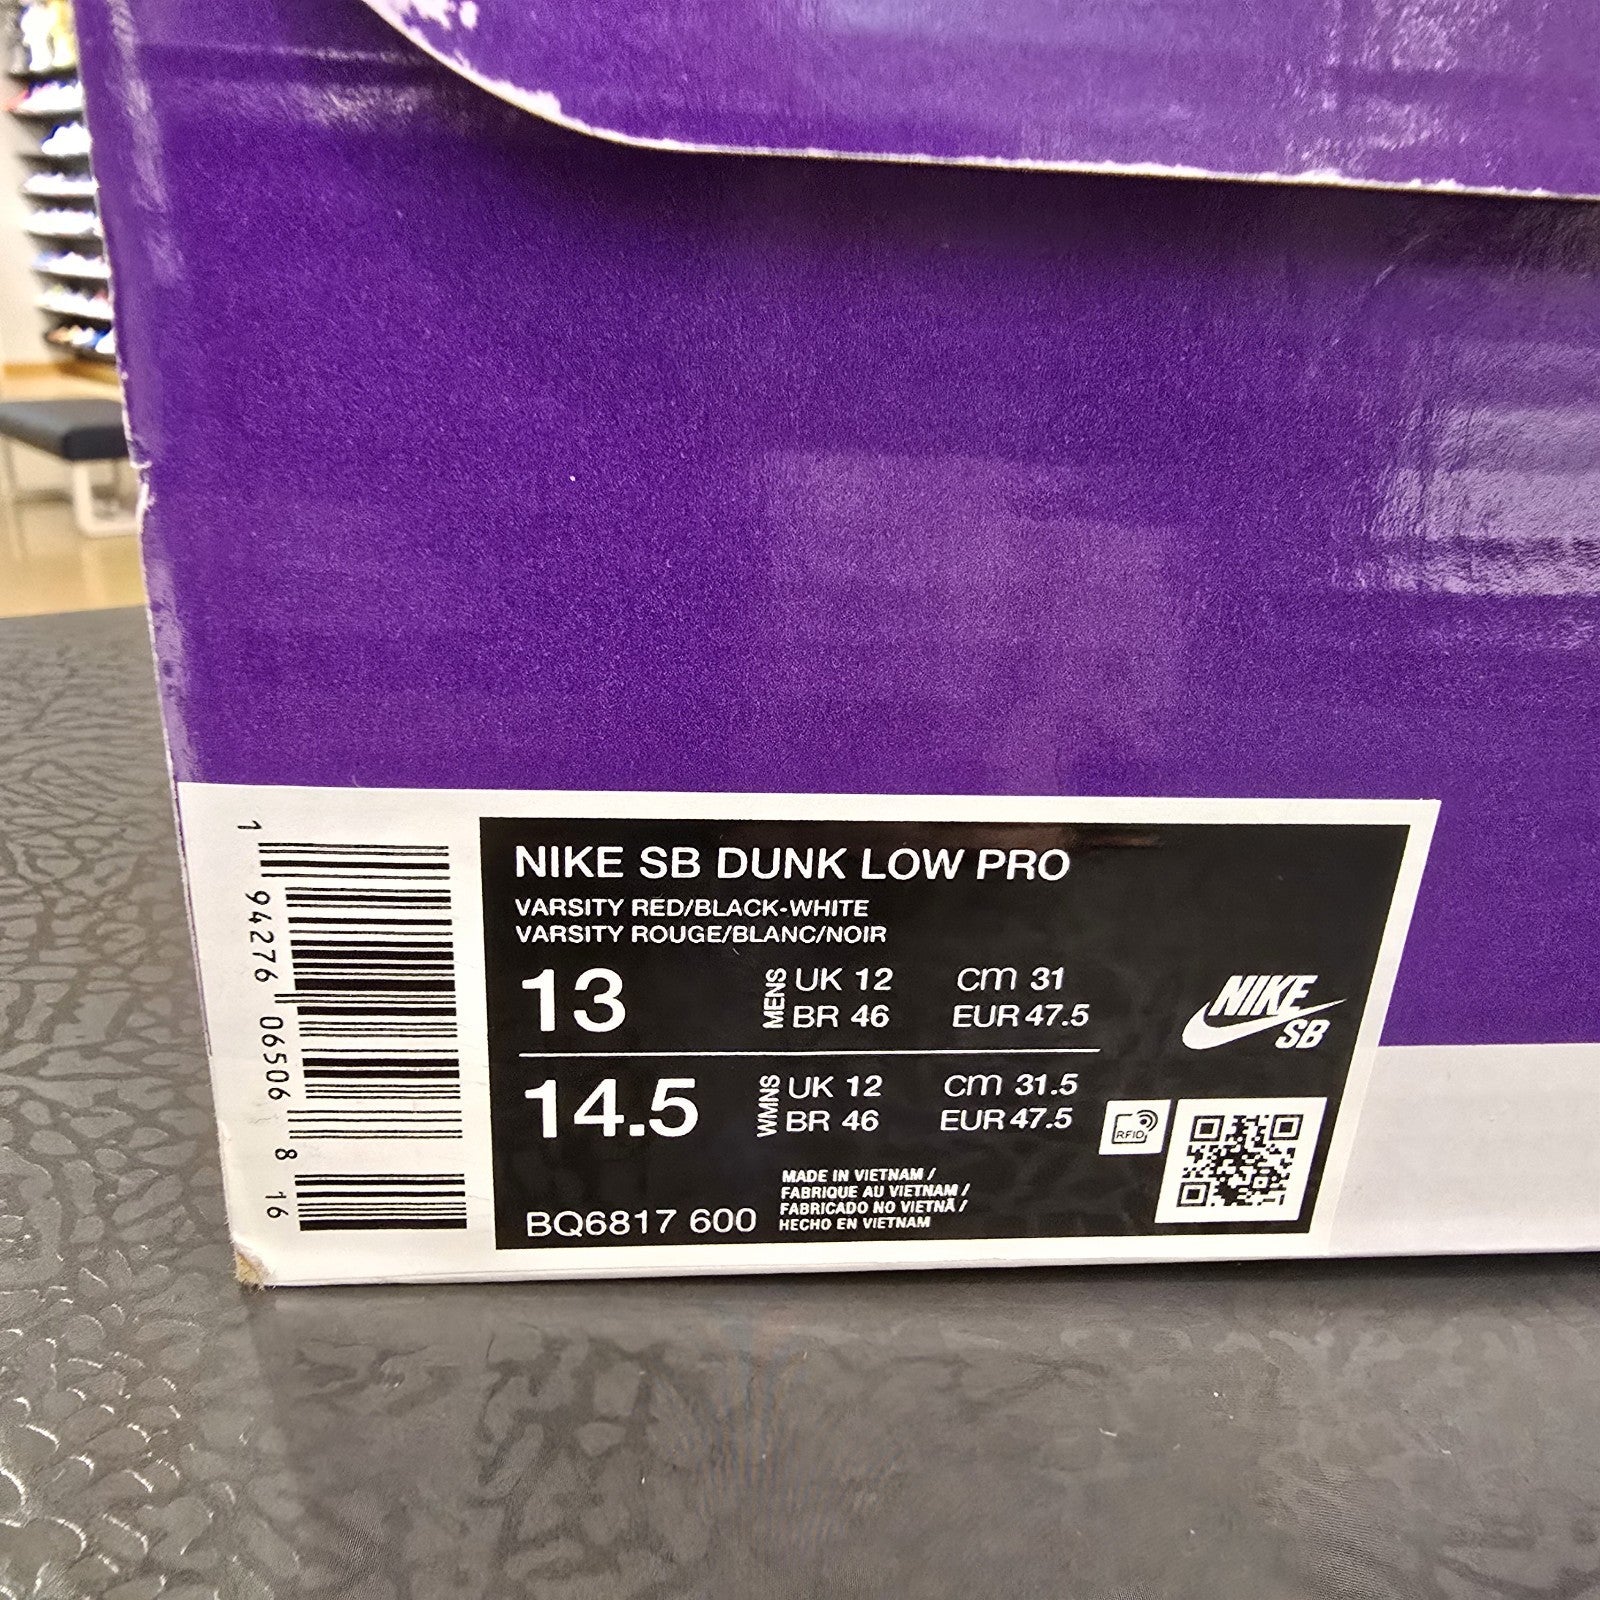 NIKE SB DUNK LOW PRO
VARSITY RED/BLACK-WHITE
VARSITY ROUGE/BLANC/NOIR
13
MENS
UK 12 CM 31
BR 46 EUR 47.5
14.5
WMNS
UK 12 CM 31.5
BR 46 EUR 47.5
NIKE
SB
RFID
BQ6817 600
MADE IN VIETNAM /
FABRIQUE AU VIETNAM /
FABRICADO NO VIETNÃ /
HECHO EN VIETNAM
1 94276 06506 8 16